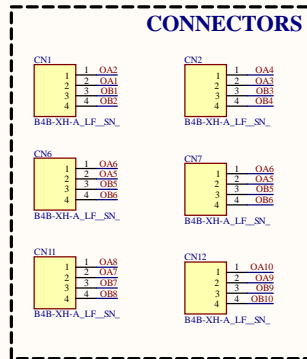 CONNECTORS
CN1
1 1 OA2
2 2 OA1
3 3 OB1
4 4 OB2
B4B-XH-A_LF__SN_
CN2
1 1 OA4
2 2 OA3
3 3 OB3
4 4 OB4
B4B-XH-A_LF__SN_
CN6
1 1 OA6
2 2 OA5
3 3 OB5
4 4 OB6
B4B-XH-A_LF__SN_
CN7
1 1 OA6
2 2 OA5
3 3 OB5
4 4 OB6
B4B-XH-A_LF__SN_
CN11
1 1 OA8
2 2 OA7
3 3 OB7
4 4 OB8
B4B-XH-A_LF__SN_
CN12
1 1 OA10
2 2 OA9
3 3 OB9
4 4 OB10
B4B-XH-A_LF__SN_